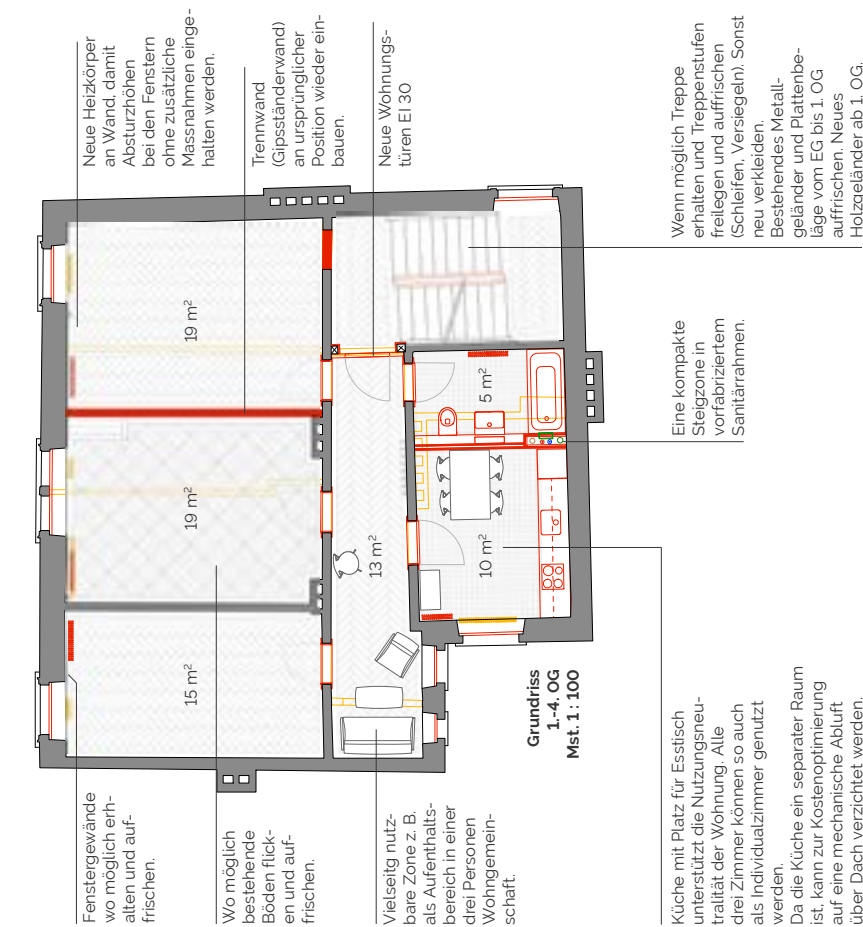 Neue Heizkörper
an Wand, damit
Absturzhöhen
bei den Fenstern
ohne zusätzliche
Massnahmen einge-
halten werden.
Trennwand
(Gipsständerwand)
an ursprünglicher
Position wieder ein-
bauen.
Neue Wohnungs-
türen EI 30
Wenn möglich Treppe
erhalten und Treppenstufen
freilegen und auffrischen
(Schleifen, Versiegeln). Sonst
neu verkleiden.
Bestehendes Metall-
geländer und Plattenbe-
läge vom EG bis 1. OG
auffrischen. Neues
Holzgeländer ab 1. OG.
19 m²
19 m²
15 m²
13 m²
5 m²
10 m²
Eine kompakte
Steigzone in
vorfabriziertem
Sanitärrahmen.
Grundriss
1.-4. OG
Mst. 1 : 100
Fenstergewände
wo möglich erh-
alten und auf-
frischen.
Wo möglich
bestehende
Böden flick-
en und auf-
frischen.
Vielseitg nutz-
bare Zone z. B.
als Aufenthalts-
bereich in einer
drei Personen
Wohngemein-
schaft.
Küche mit Platz für Esstisch
unterstützt die Nutzungsneu-
tralität der Wohnung. Alle
drei Zimmer können so auch
als Individualzimmer genutzt
werden.
Da die Küche ein separater Raum
ist, kann zur Kostenoptimierung
auf eine mechanische Abluft
über Dach verzichtet werden.